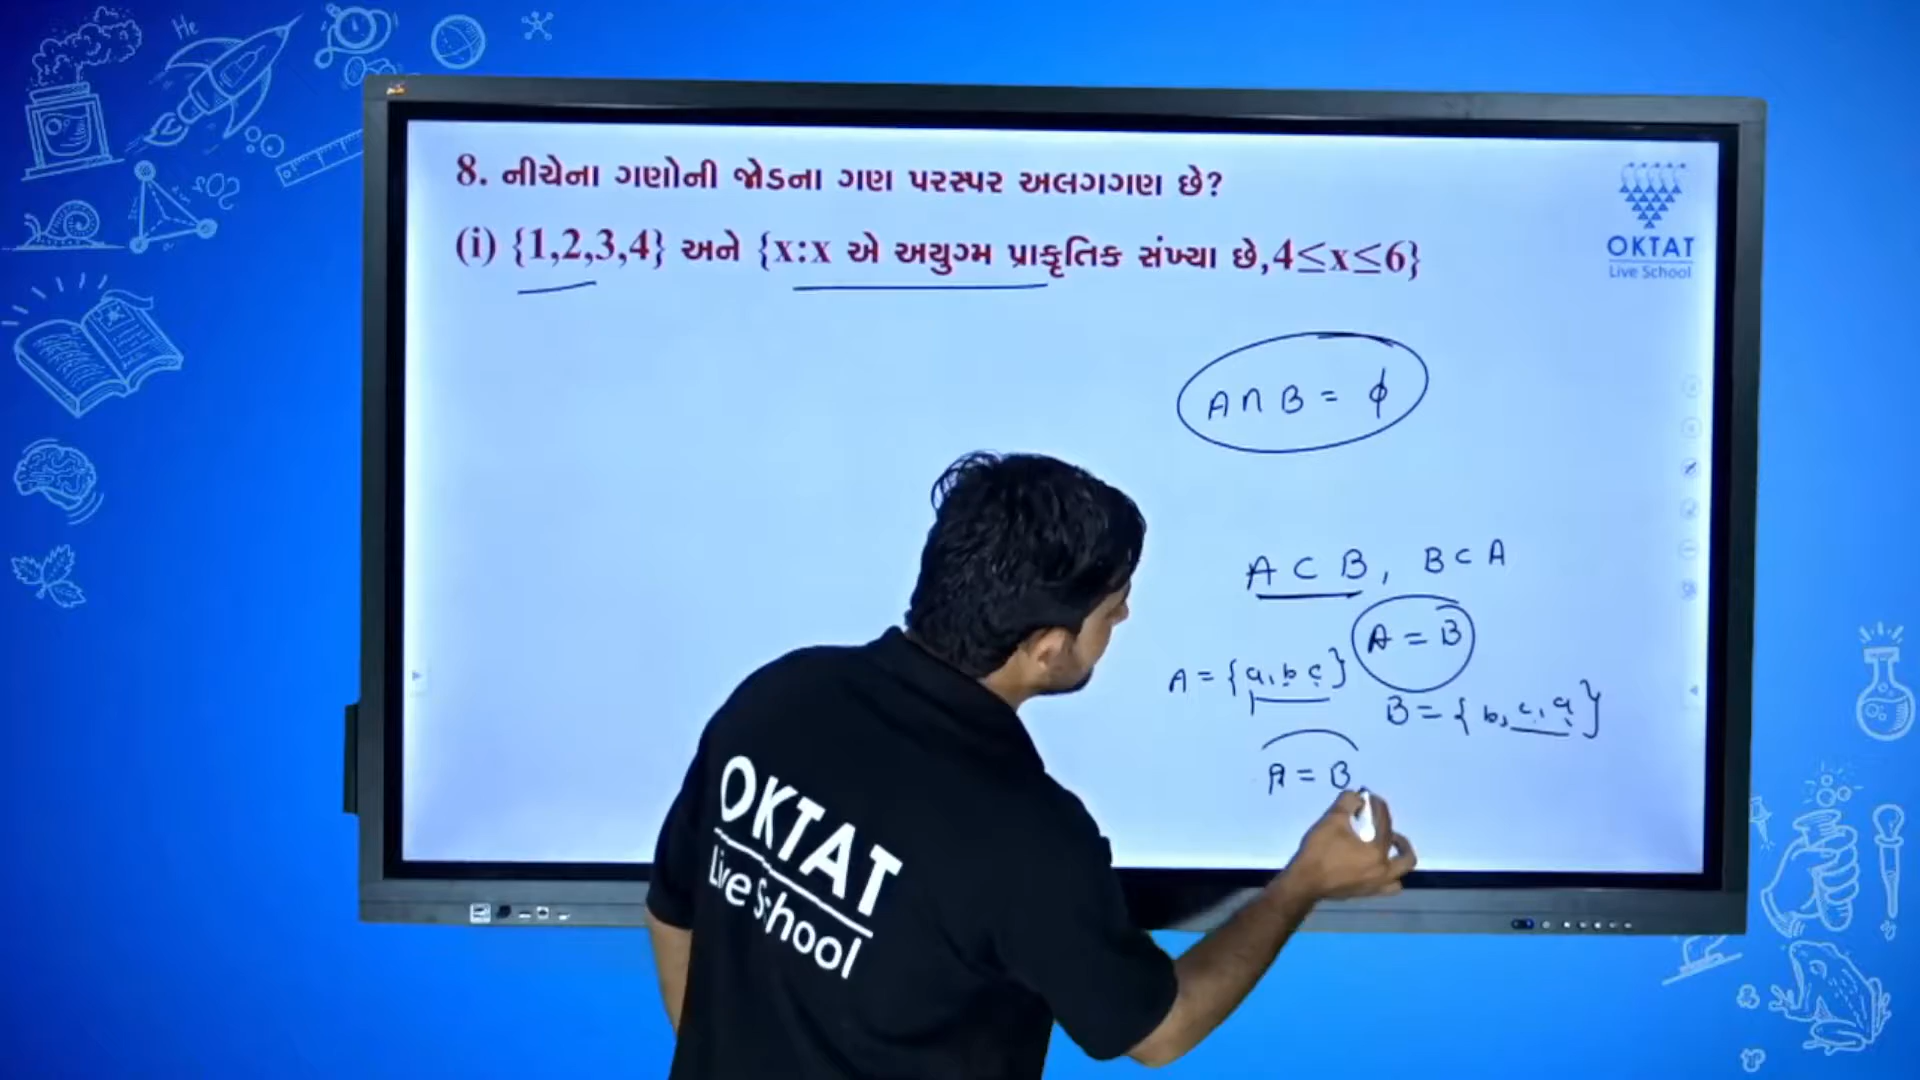 8. નીચેના ગણોની જોડના ગણ પરસ્પર અલગગણ છે?
(i) {1,2,3,4} અને {x:x એ અયુગ્મ પ્રાકૃતિક સંખ્યા છે,4≤x≤6}
OKTAT
Live School
A ∩ B = ϕ
A ⊂ B, B ⊂ A
A = B
A = {a, b c}
B = {b, c, a}
A = B
OKTAT
Live School
He